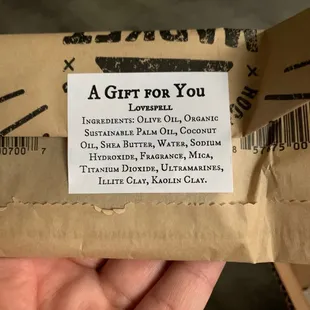 A Gift for You
Lovespell
Ingredients: Olive Oil, Organic
Sustainable Palm Oil, Coconut
Oil, Shea Butter, Water, Sodium
Hydroxide, Fragrance, Mica,
Titanium Dioxide, Ultramarines,
Illite Clay, Kaolin Clay.